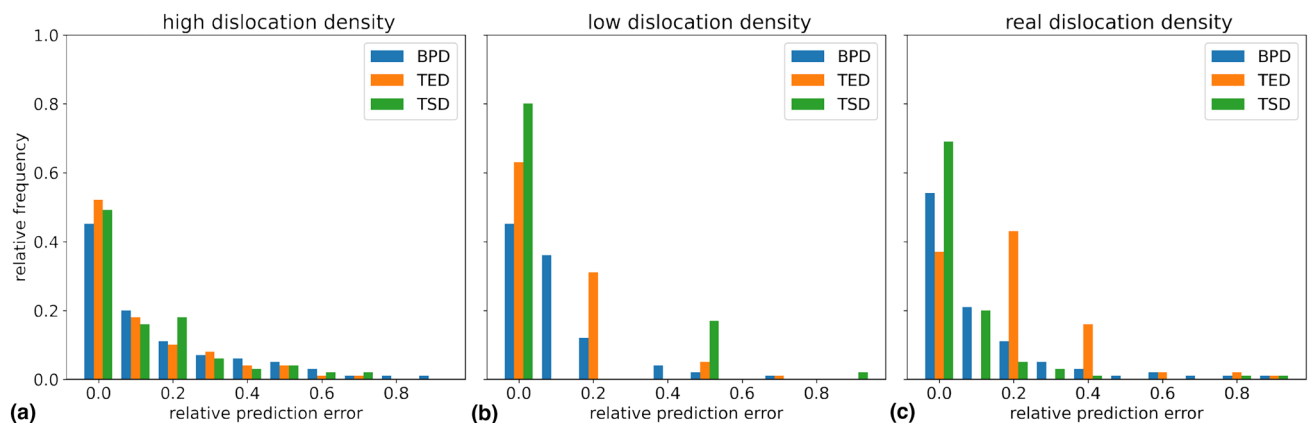 high dislocation density
low dislocation density
real dislocation density
1.0
0.8
0.6
0.4
0.2
0.0
relative frequency
BPD
TED
TSD
BPD
TED
TSD
BPD
TED
TSD
0.0 0.2 0.4 0.6 0.8
0.0 0.2 0.4 0.6 0.8
0.0 0.2 0.4 0.6 0.8
(a) relative prediction error
(b) relative prediction error
(c) relative prediction error